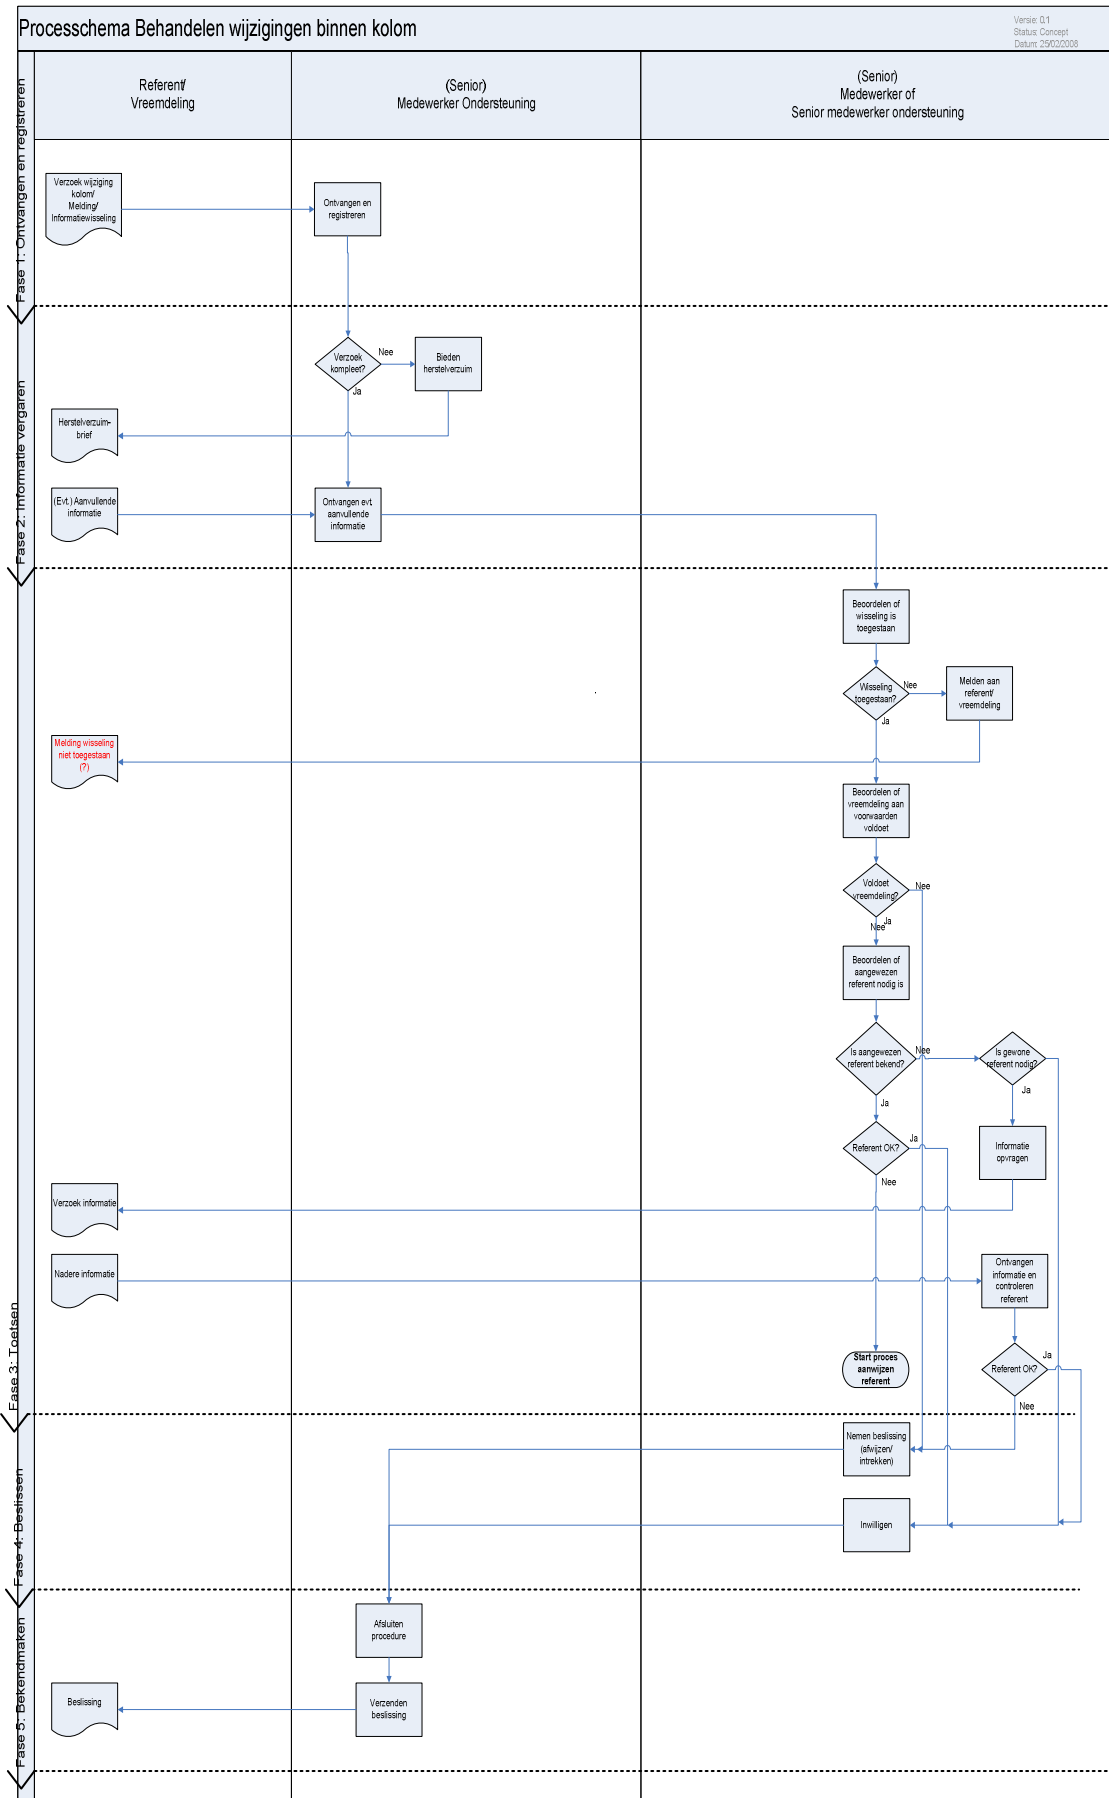 Processchema Behandelen wijzigingen binnen kolom
Versie: 0.1
Status: Concept
Datum: 25/02/2008
Referent/
Vreemdeling
(Senior)
Medewerker Ondersteuning
(Senior)
Medewerker of
Senior medewerker ondersteuning
Fase 1: Ontvangen en registreren
Verzoek wijziging
kolom/
Melding/
Informatiewisseling
Ontvangen en
registreren
Fase 2: Informatie vergaren
Verzoek
kompleet?
Nee
Ja
Bieden
herstelverzuim
Herstelverzuim-
brief
(Evt.) Aanvullende
informatie
Ontvangen evt.
aanvullende
informatie
Fase 3: Toetsen
Beoordelen of
wisseling is
toegestaan
Wisseling
toegestaan?
Nee
Ja
Melden aan
referent/
vreemdeling
Melding wisseling
niet toegestaan
(?)
Beoordelen of
vreemdeling aan
voorwaarden
voldoet
Voldoet
vreemdeling?
Nee
Ja
Nee
Beoordelen of
aangewezen
referent nodig is
Is aangewezen
referent bekend?
Nee
Ja
Is gewone
referent nodig?
Ja
Referent OK?
Ja
Nee
Informatie
opvragen
Verzoek informatie
Nadere informatie
Ontvangen
informatie en
controleren
referent
Start proces
aanwijzen
referent
Referent OK?
Ja
Nee
Fase 4: Beslissen
Nemen beslissing
(afwijzen/
intrekken)
Inwilligen
Fase 5: Bekendmaken
Afsluiten
procedure
Beslissing
Verzenden
beslissing